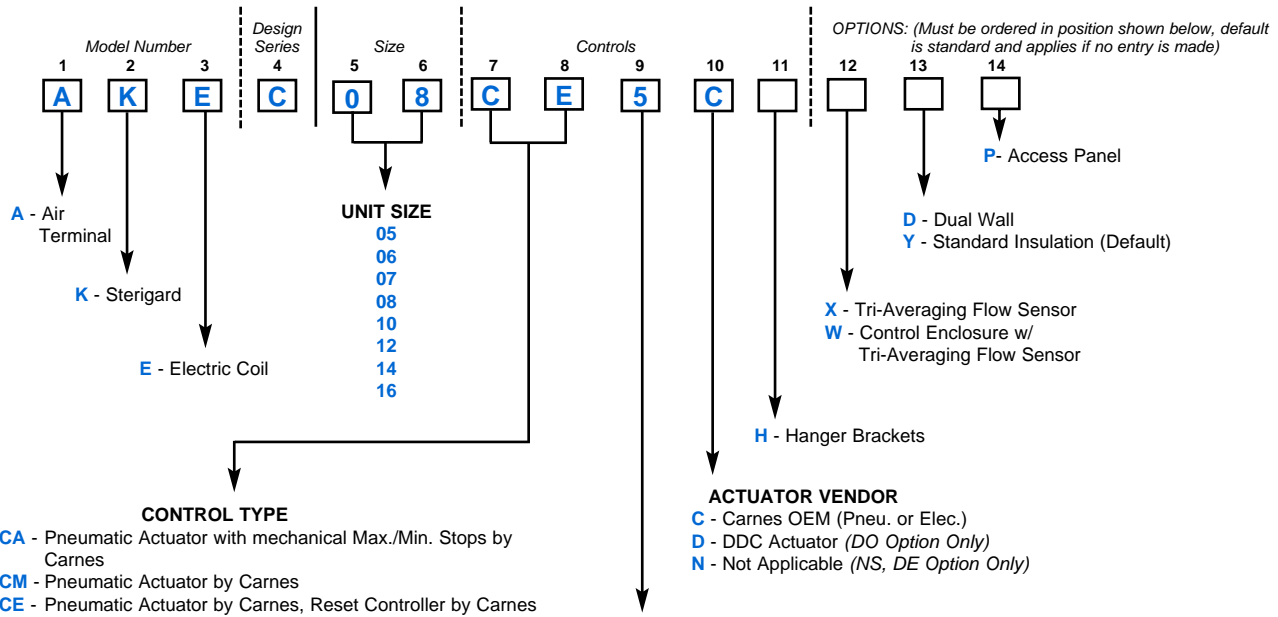 Model Number
Design
Series
Size
Controls
OPTIONS: (Must be ordered in position shown below, default
is standard and applies if no entry is made)
1 2 3 4 5 6 7 8 9 10 11 12 13 14
A K E C 0 8 C E 5 C
P- Access Panel
A - Air
Terminal
UNIT SIZE
05
06
07
08
10
12
14
16
D - Dual Wall
Y - Standard Insulation (Default)
K - Sterigard
X - Tri-Averaging Flow Sensor
W - Control Enclosure w/
Tri-Averaging Flow Sensor
E - Electric Coil
H - Hanger Brackets
CONTROL TYPE
CA - Pneumatic Actuator with mechanical Max./Min. Stops by
Carnes
CM - Pneumatic Actuator by Carnes
CE - Pneumatic Actuator by Carnes, Reset Controller by Carnes
ACTUATOR VENDOR
C - Carnes OEM (Pneu. or Elec.)
D - DDC Actuator (DO Option Only)
N - Not Applicable (NS, DE Option Only)